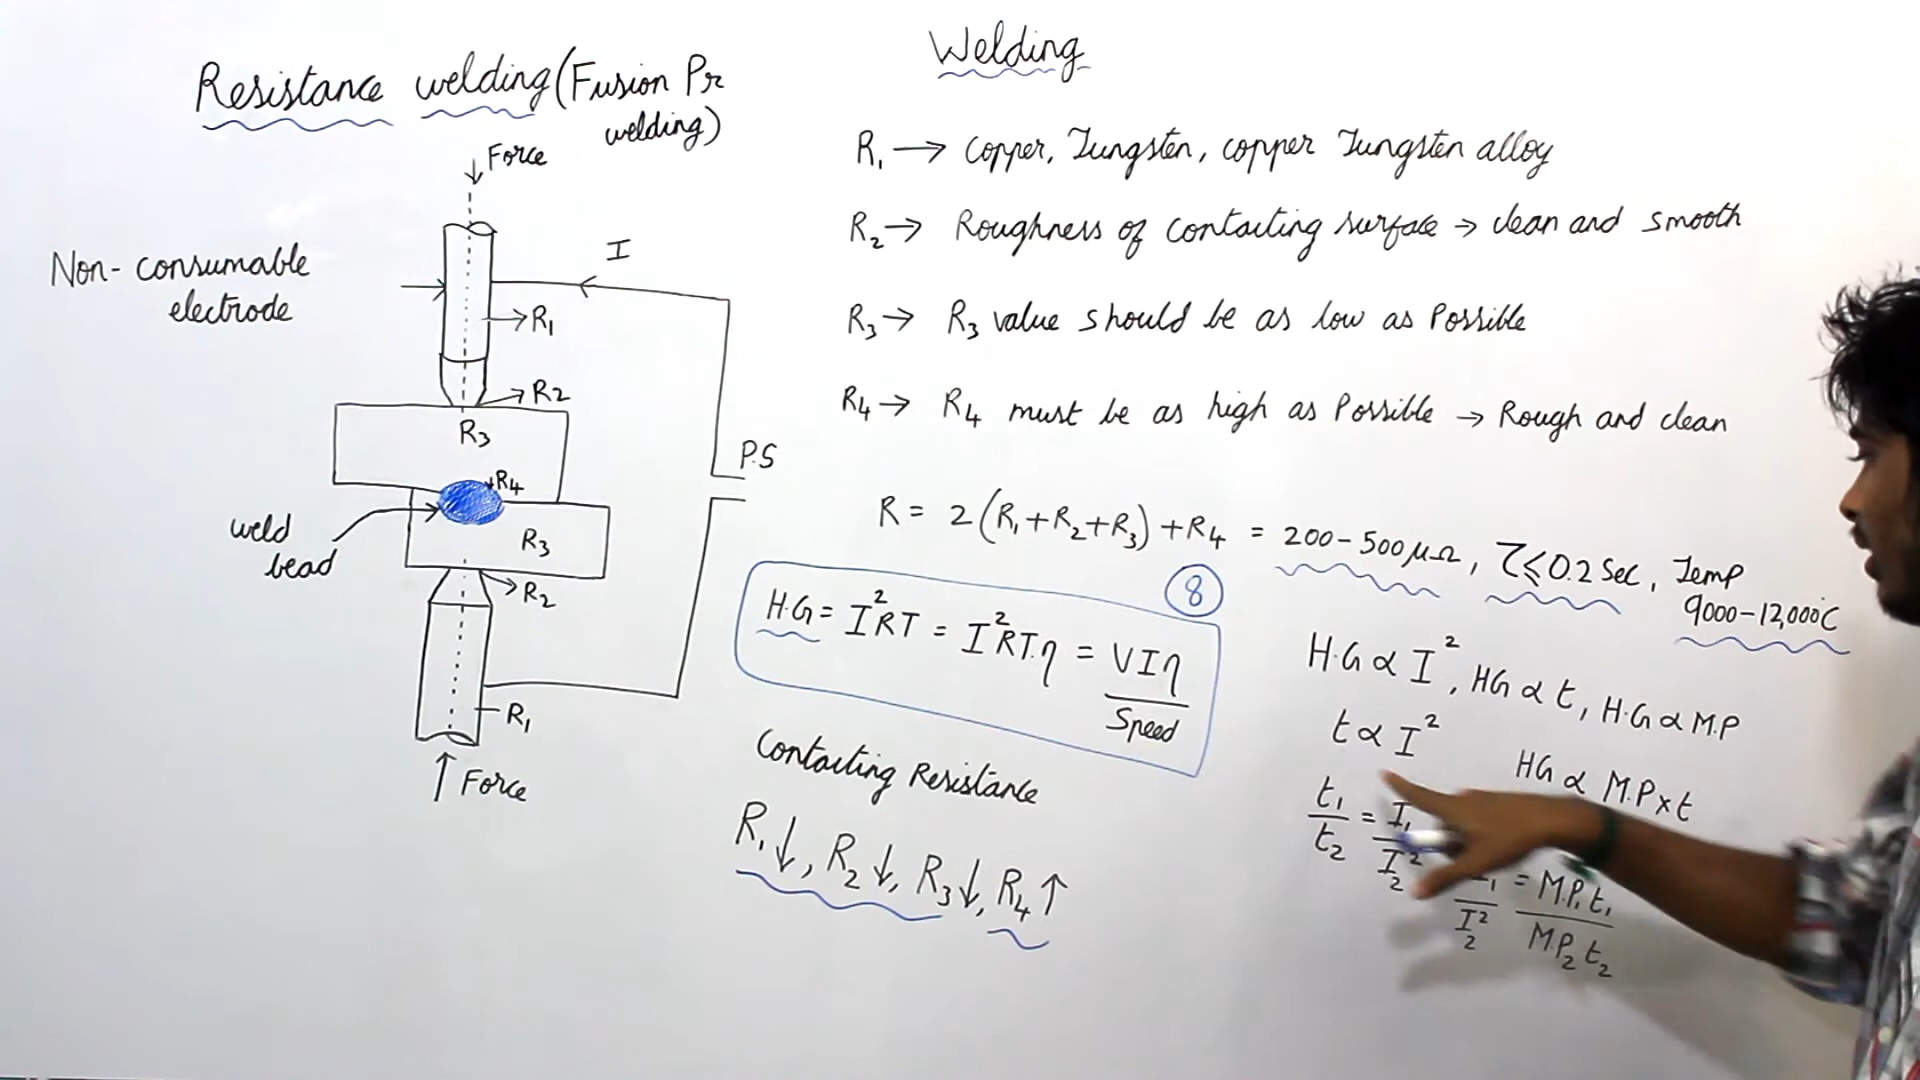 Welding
Resistance welding (Fusion Pr
welding)
↓ Force
Non-consumable
electrode
I
→ R1
→ R2
R3
R4
P.S
weld
bead
R3
→ R2
R1
↑ Force
R1 → Copper, Tungsten, copper Tungsten alloy
R2 → Roughness of contacting surface → clean and smooth
R3 → R3 value should be as low as Possible
R4 → R4 must be as high as Possible → Rough and clean
R = 2(R1+R2+R3)+R4 = 200-500μΩ, τ≤0.2 Sec, Temp
9000-12,000°C
8
H.G = I²RT = I²RT.η = VIη / Speed
Contacting Resistance
R1↓, R2↓, R3↓, R4↑
H.G ∝ I², HG ∝ t, H.G ∝ M.P
t ∝ I²
HG ∝ M.P × t
t1/t2 = I1/I2²
/I2² = M.P1 t1 / M.P2 t2